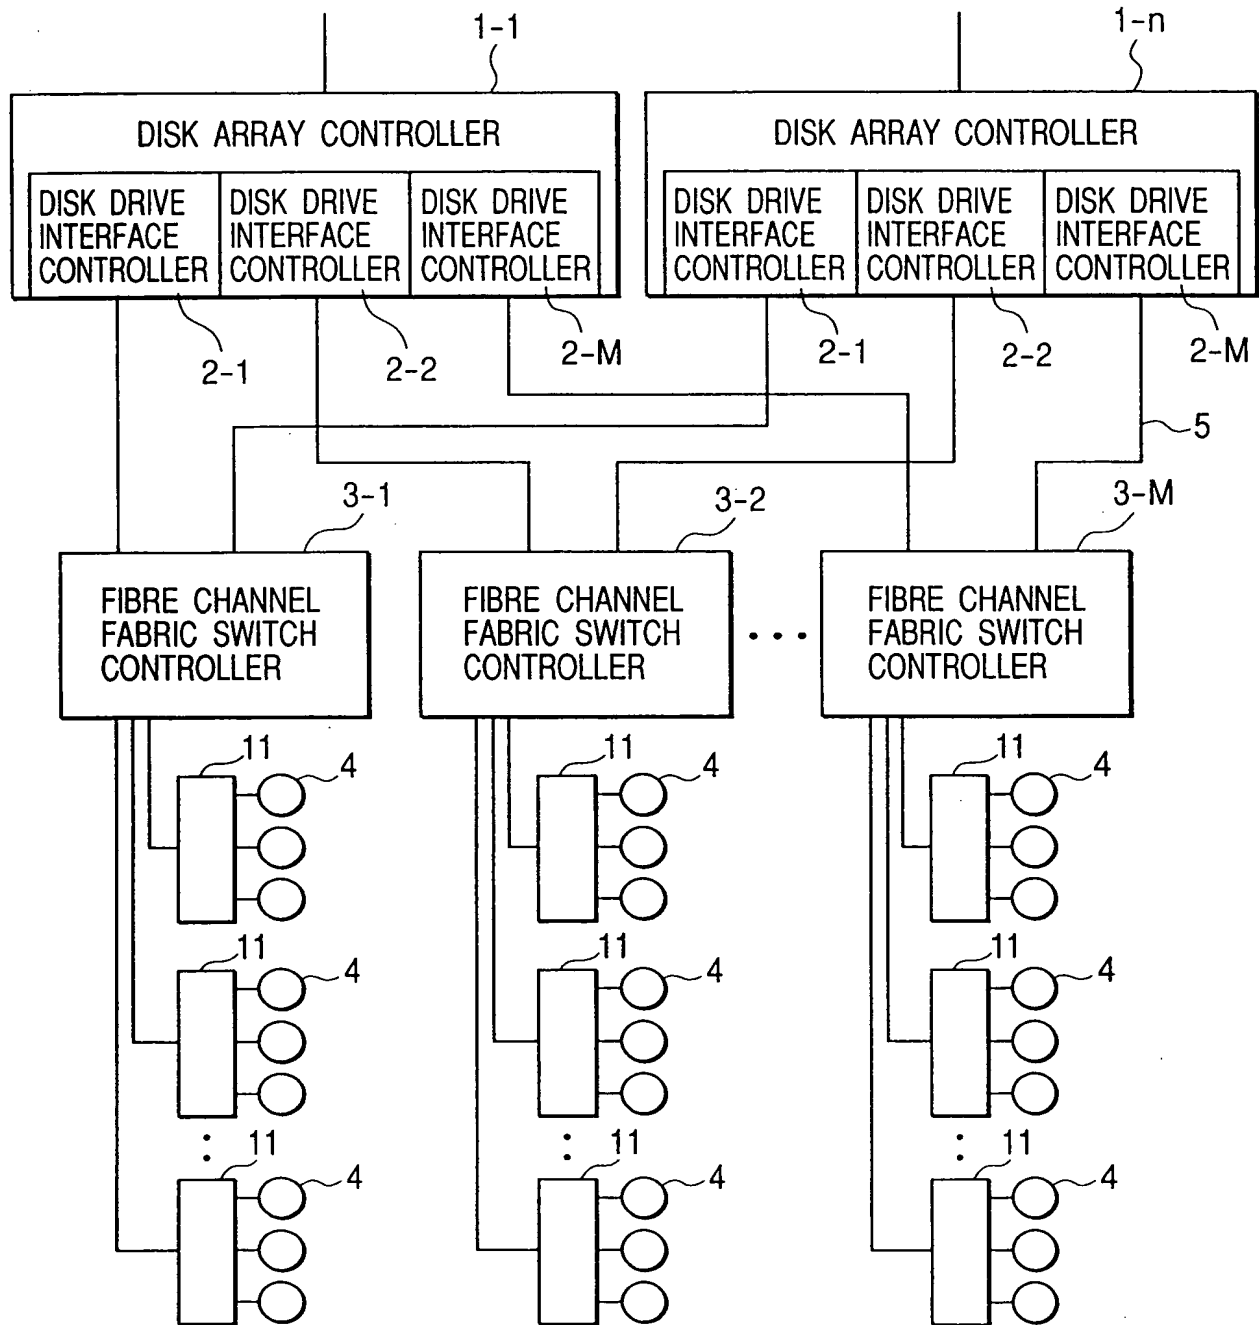 1-1
1-n
DISK ARRAY CONTROLLER
DISK ARRAY CONTROLLER
DISK DRIVE
INTERFACE
CONTROLLER
DISK DRIVE
INTERFACE
CONTROLLER
DISK DRIVE
INTERFACE
CONTROLLER
DISK DRIVE
INTERFACE
CONTROLLER
DISK DRIVE
INTERFACE
CONTROLLER
DISK DRIVE
INTERFACE
CONTROLLER
2-1
2-2
2-M
2-1
2-2
2-M
5
3-1
3-2
3-M
FIBRE CHANNEL
FABRIC SWITCH
CONTROLLER
FIBRE CHANNEL
FABRIC SWITCH
CONTROLLER
• • •
FIBRE CHANNEL
FABRIC SWITCH
CONTROLLER
11
4
11
4
11
4
11
4
11
4
11
4
11
4
11
4
11
4